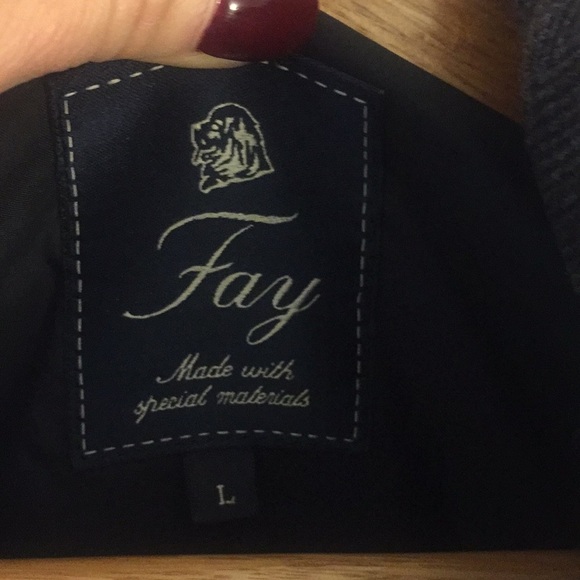 Fay
Made with
special materials
L